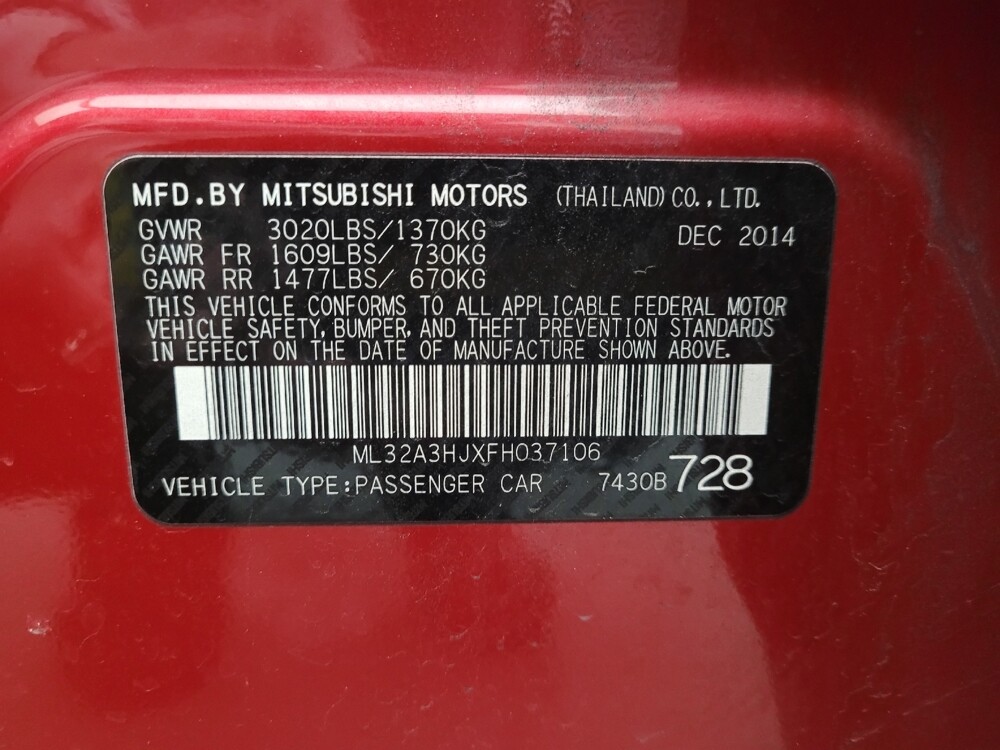 MFD.BY MITSUBISHI MOTORS (THAILAND) CO., LTD.
GVWR 3020LBS/1370KG DEC 2014
GAWR FR 1609LBS/ 730KG
GAWR RR 1477LBS/ 670KG
THIS VEHICLE CONFORMS TO ALL APPLICABLE FEDERAL MOTOR
VEHICLE SAFETY, BUMPER, AND THEFT PREVENTION STANDARDS
IN EFFECT ON THE DATE OF MANUFACTURE SHOWN ABOVE.
ML32A3HJXFH037106
VEHICLE TYPE:PASSENGER CAR 7430B 728